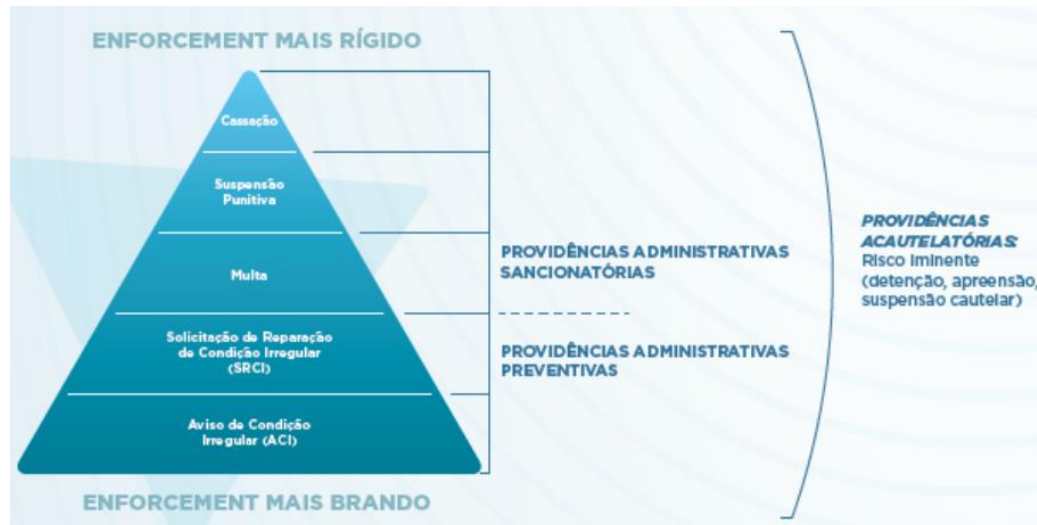 ENFORCEMENT MAIS RÍGIDO
Cassação
Suspensão
Punitiva
Multa
Solicitação de Reparação
de Condição Irregular
(SRCI)
Aviso de Condição
Irregular (ACI)
ENFORCEMENT MAIS BRANDO
PROVIDÊNCIAS ADMINISTRATIVAS
SANCIONATÓRIAS
PROVIDÊNCIAS ADMINISTRATIVAS
PREVENTIVAS
PROVIDÊNCIAS
ACAUTELATÓRIAS:
Risco iminente
(detenção, apreensão,
suspensão cautelar)